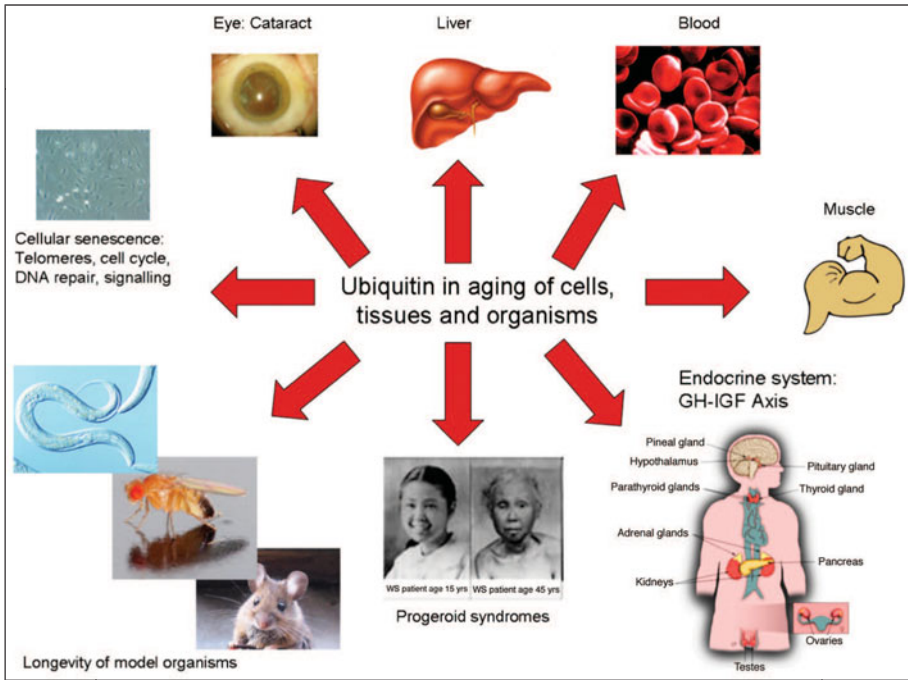 Eye: Cataract
Liver
Blood
Cellular senescence:
Telomeres, cell cycle,
DNA repair, signalling
Muscle
Ubiquitin in aging of cells,
tissues and organisms
Endocrine system:
GH-IGF Axis
Pineal gland
Hypothalamus
Pituitary gland
Parathyroid glands
Thyroid gland
Adrenal glands
Pancreas
Kidneys
Ovaries
Testes
WS patient age 15 yrs
WS patient age 45 yrs
Progeroid syndromes
Longevity of model organisms